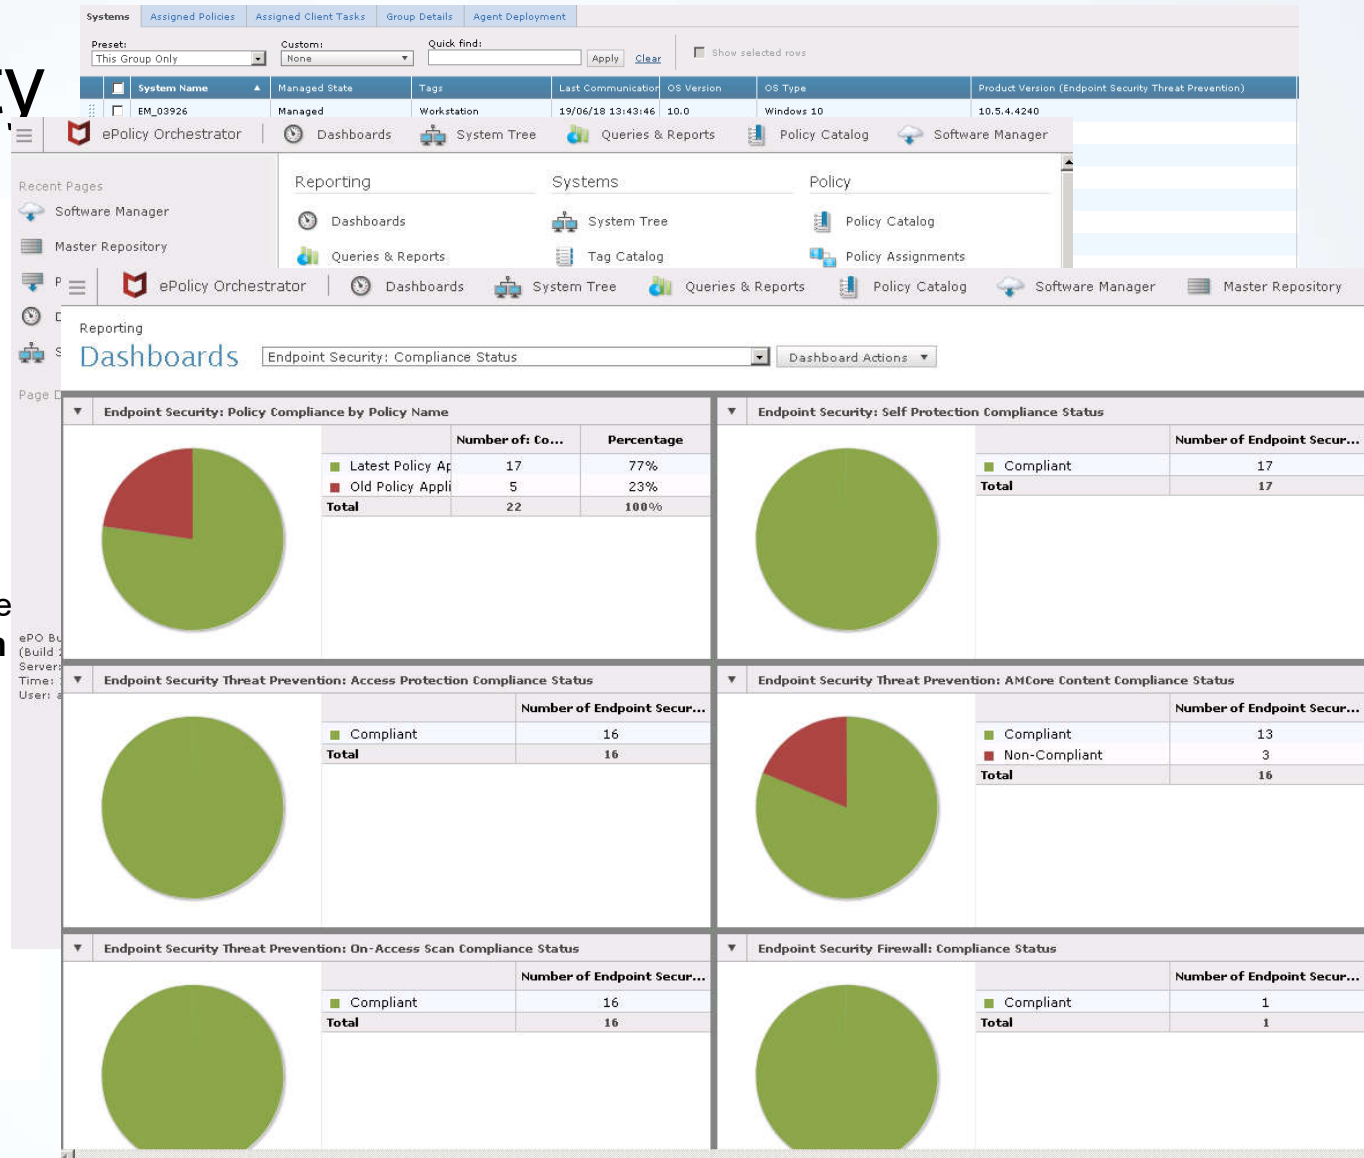 Systems Assigned Policies Assigned Client Tasks Group Details Agent Deployment
Preset: Custom: Quick find:
This Group Only None Apply Clear Show selected rows
System Name Managed State Tags Last Communication OS Version OS Type Product Version (Endpoint Security Threat Prevention)
EM_03926 Managed Workstation 19/06/18 13:43:46 10.0 Windows 10 10.5.4.4240
ty
ePolicy Orchestrator Dashboards System Tree Queries & Reports Policy Catalog Software Manager
Recent Pages
Software Manager
Master Repository
Reporting Systems Policy
Dashboards System Tree Policy Catalog
Queries & Reports Tag Catalog Policy Assignments
P
D
S
Page D
e
n
ePO Bu
(Build 2
Server:
Time:
User: a
ePolicy Orchestrator Dashboards System Tree Queries & Reports Policy Catalog Software Manager Master Repository
Reporting
Dashboards Endpoint Security: Compliance Status Dashboard Actions
Endpoint Security: Policy Compliance by Policy Name
Number of: Co... Percentage
Latest Policy Ap 17 77%
Old Policy Appli 5 23%
Total 22 100%
Endpoint Security: Self Protection Compliance Status
Number of Endpoint Secur...
Compliant 17
Total 17
Endpoint Security Threat Prevention: Access Protection Compliance Status
Number of Endpoint Secur...
Compliant 16
Total 16
Endpoint Security Threat Prevention: AMCore Content Compliance Status
Number of Endpoint Secur...
Compliant 13
Non-Compliant 3
Total 16
Endpoint Security Threat Prevention: On-Access Scan Compliance Status
Number of Endpoint Secur...
Compliant 16
Total 16
Endpoint Security Firewall: Compliance Status
Number of Endpoint Secur...
Compliant 1
Total 1